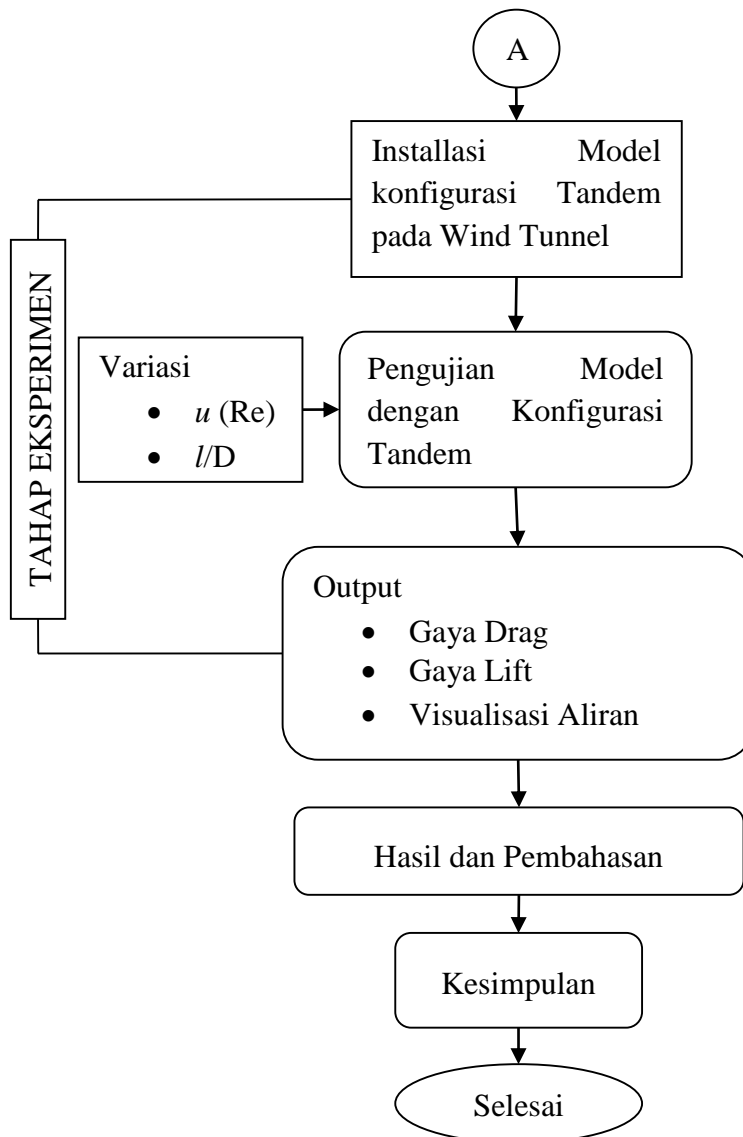 A
Installasi Model
konfigurasi Tandem
pada Wind Tunnel
TAHAP EKSPERIMEN
Variasi
• u (Re)
• l/D
Pengujian Model
dengan Konfigurasi
Tandem
Output
• Gaya Drag
• Gaya Lift
• Visualisasi Aliran
Hasil dan Pembahasan
Kesimpulan
Selesai